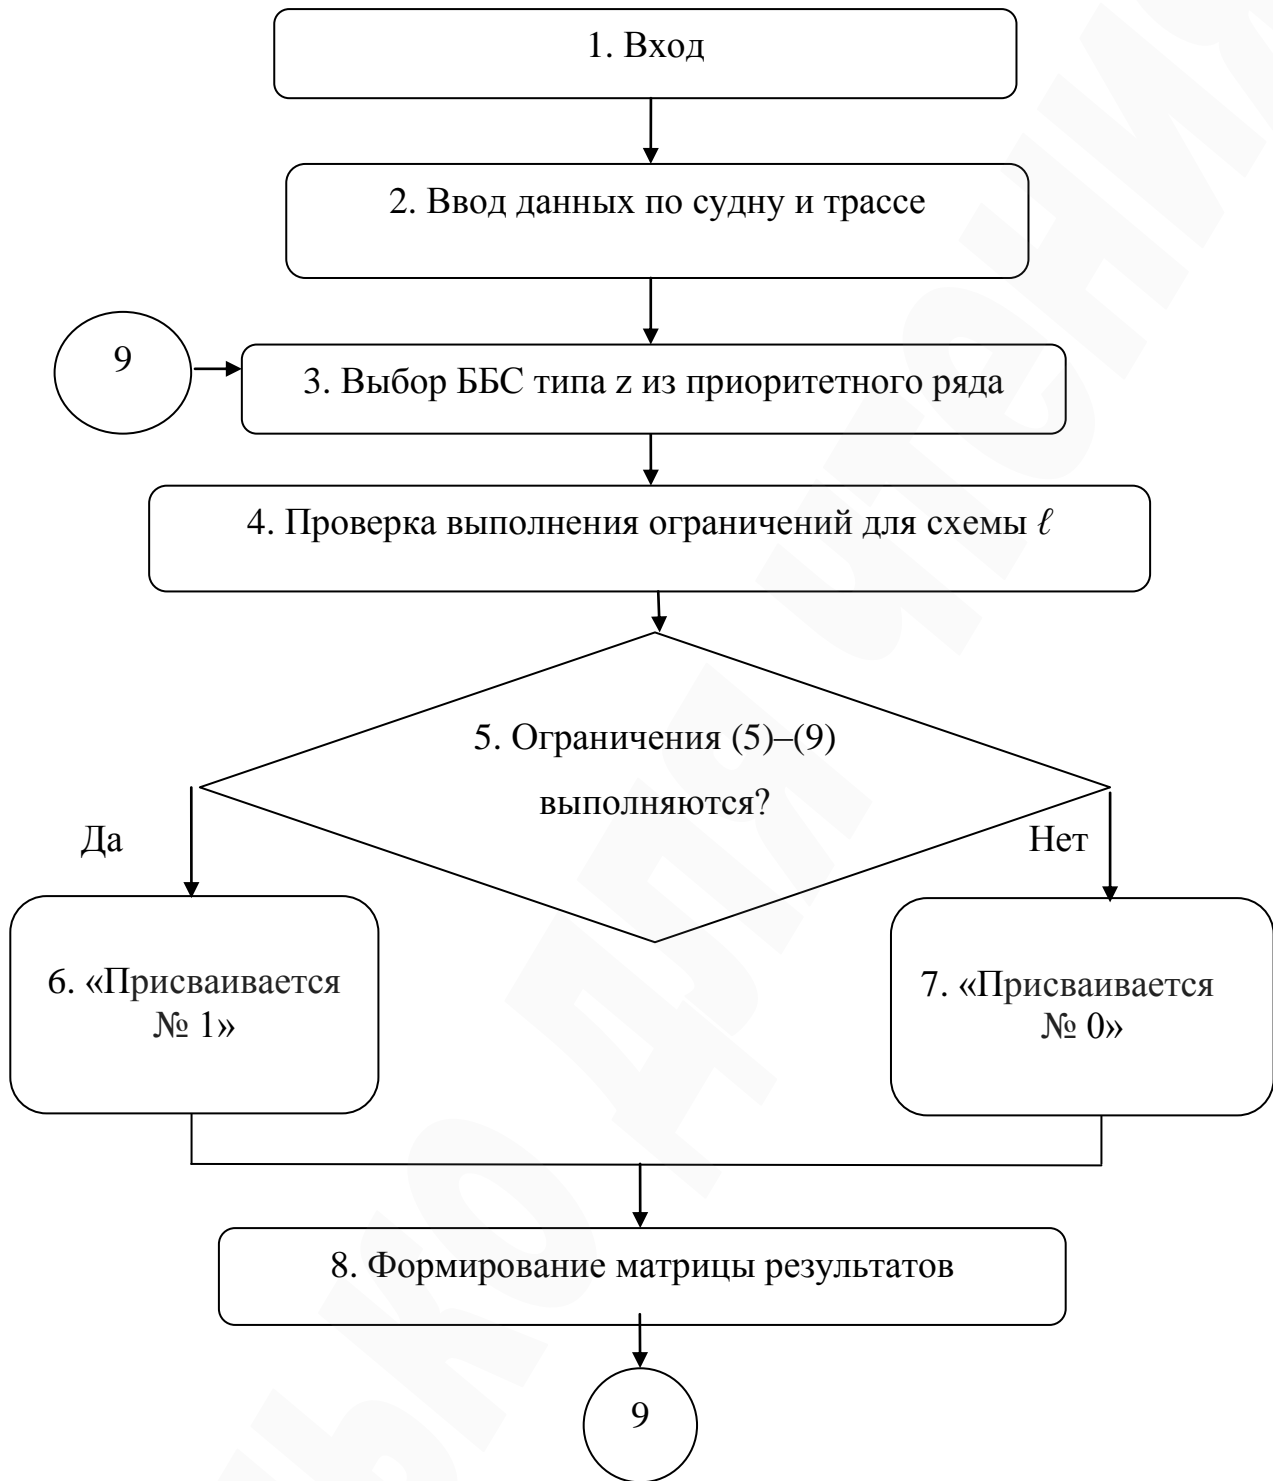 1. Вход
2. Ввод данных по судну и трассе
9
3. Выбор ББС типа z из приоритетного ряда
4. Проверка выполнения ограничений для схемы ℓ
5. Ограничения (5)–(9)
выполняются?
Да
Нет
6. «Присваивается
№ 1»
7. «Присваивается
№ 0»
8. Формирование матрицы результатов
9